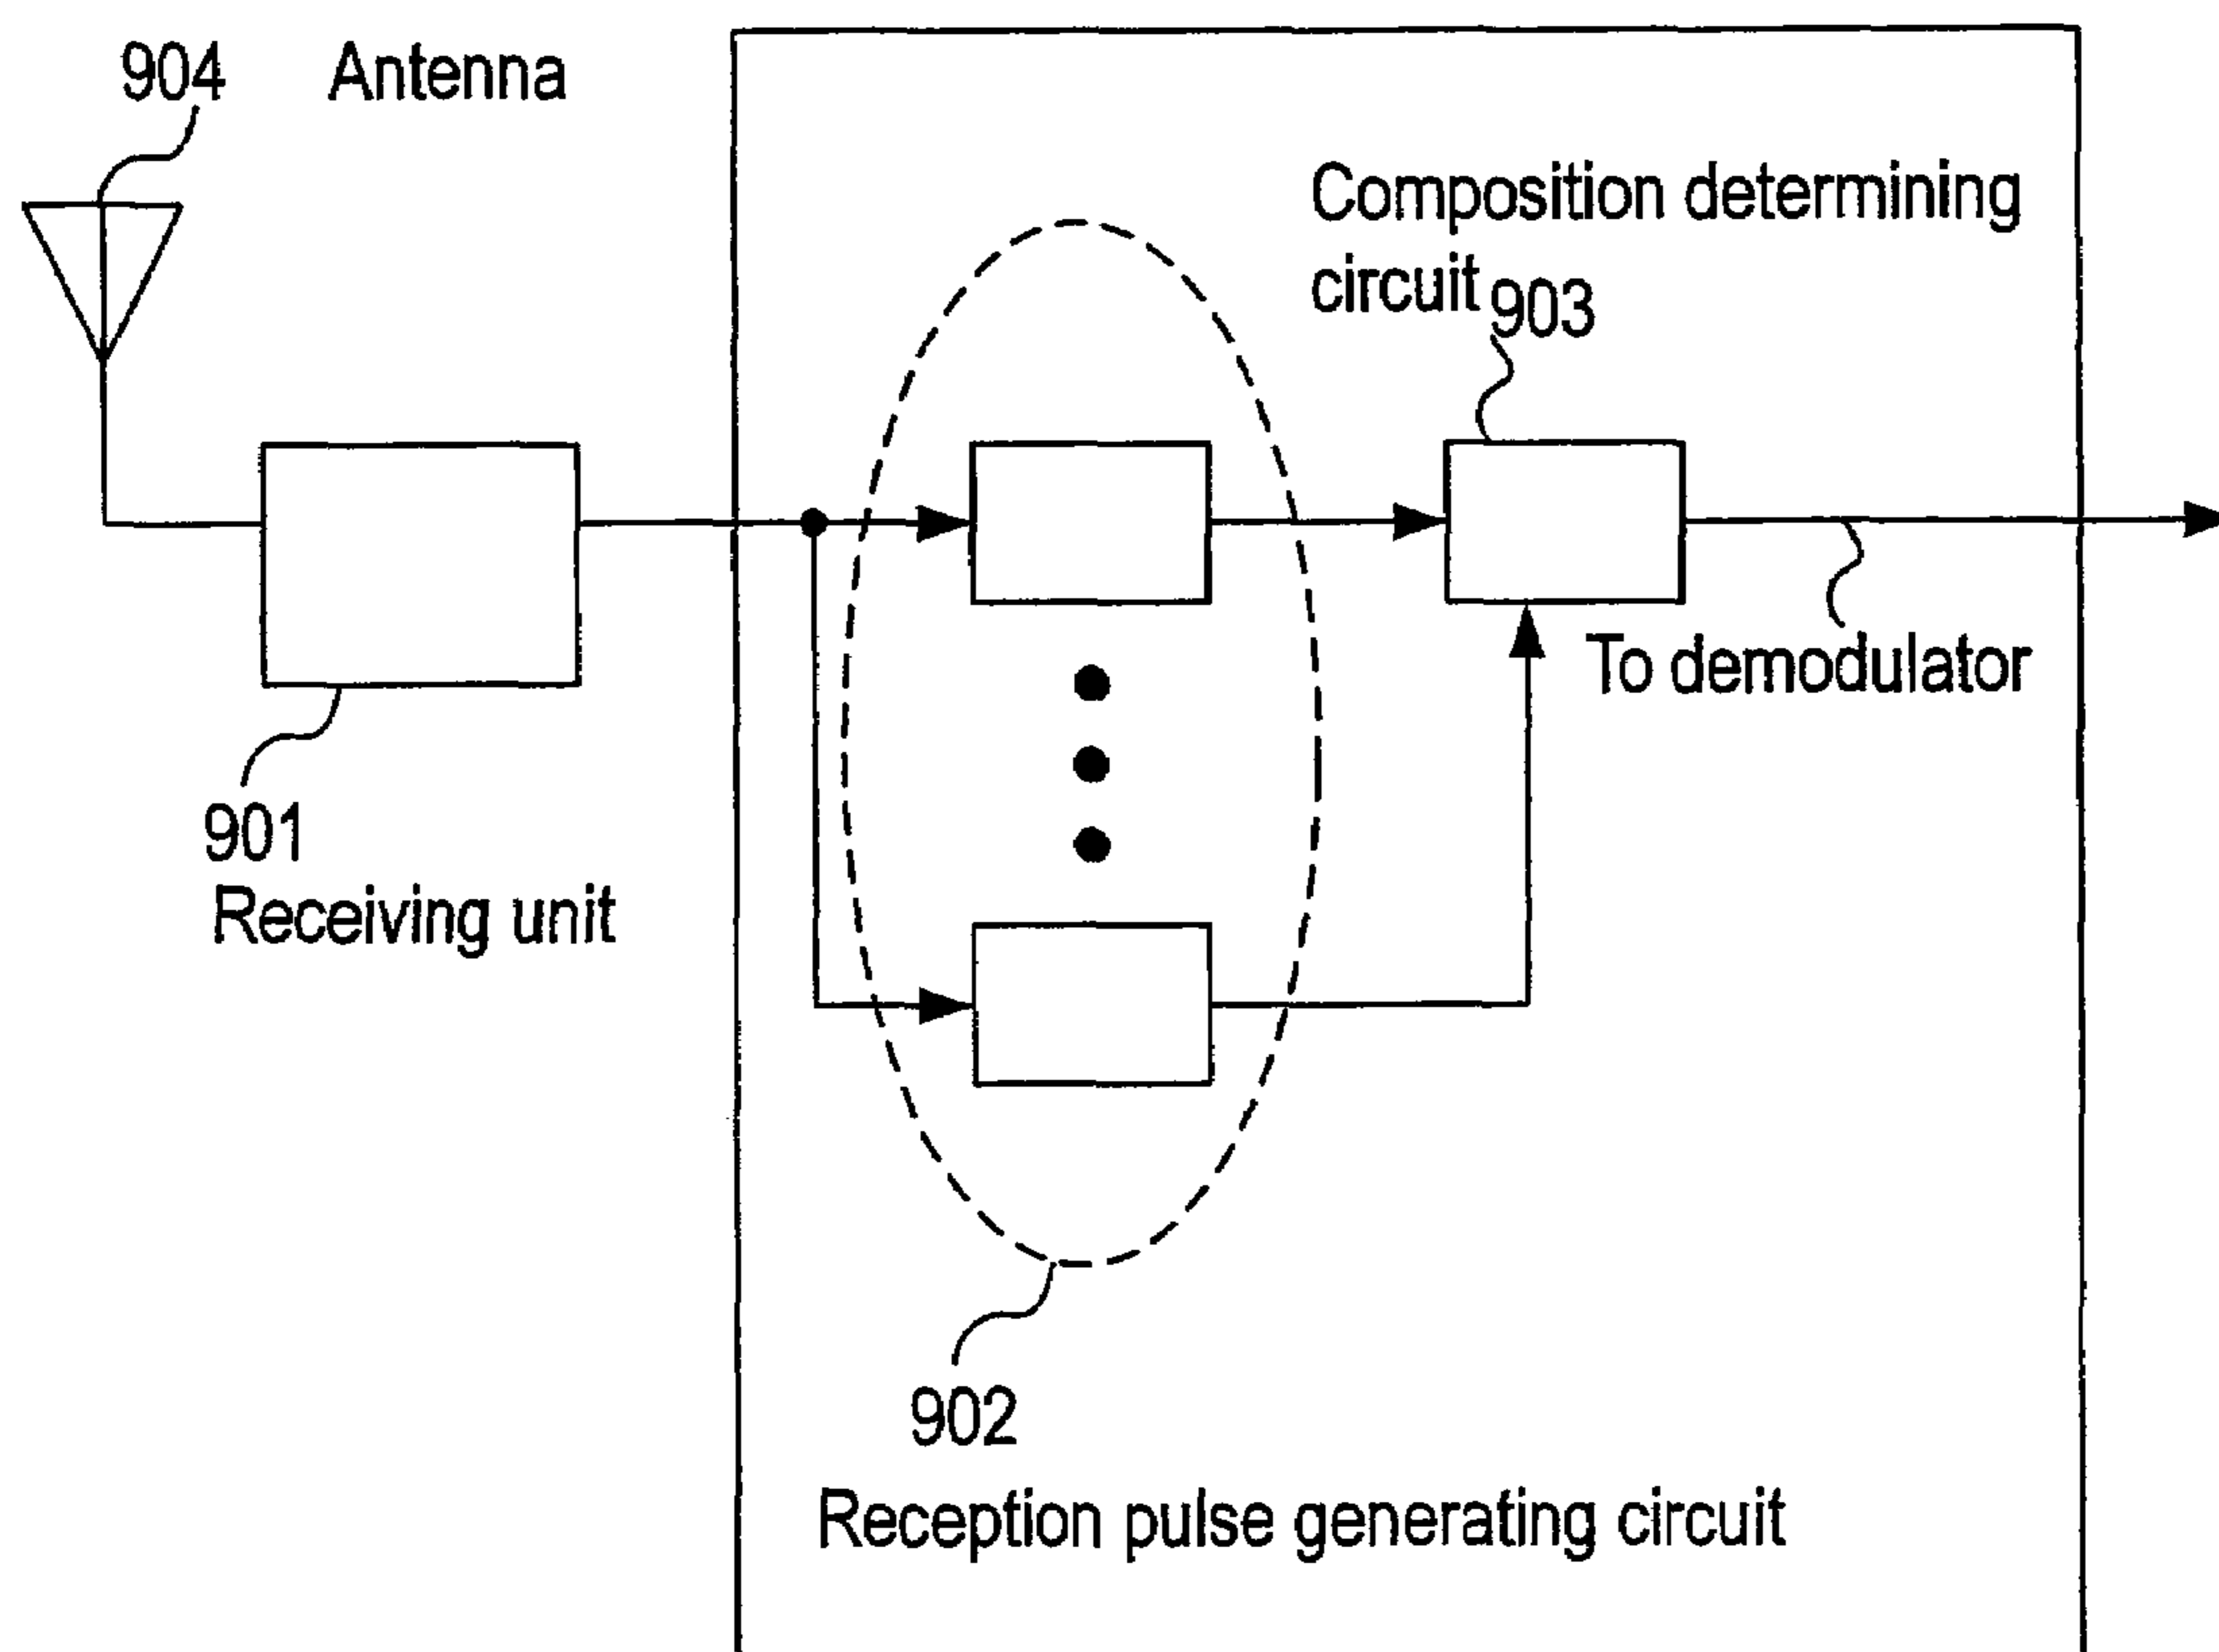 904 Antenna
Composition determining
circuit 903
To demodulator
901
Receiving unit
902
Reception pulse generating circuit